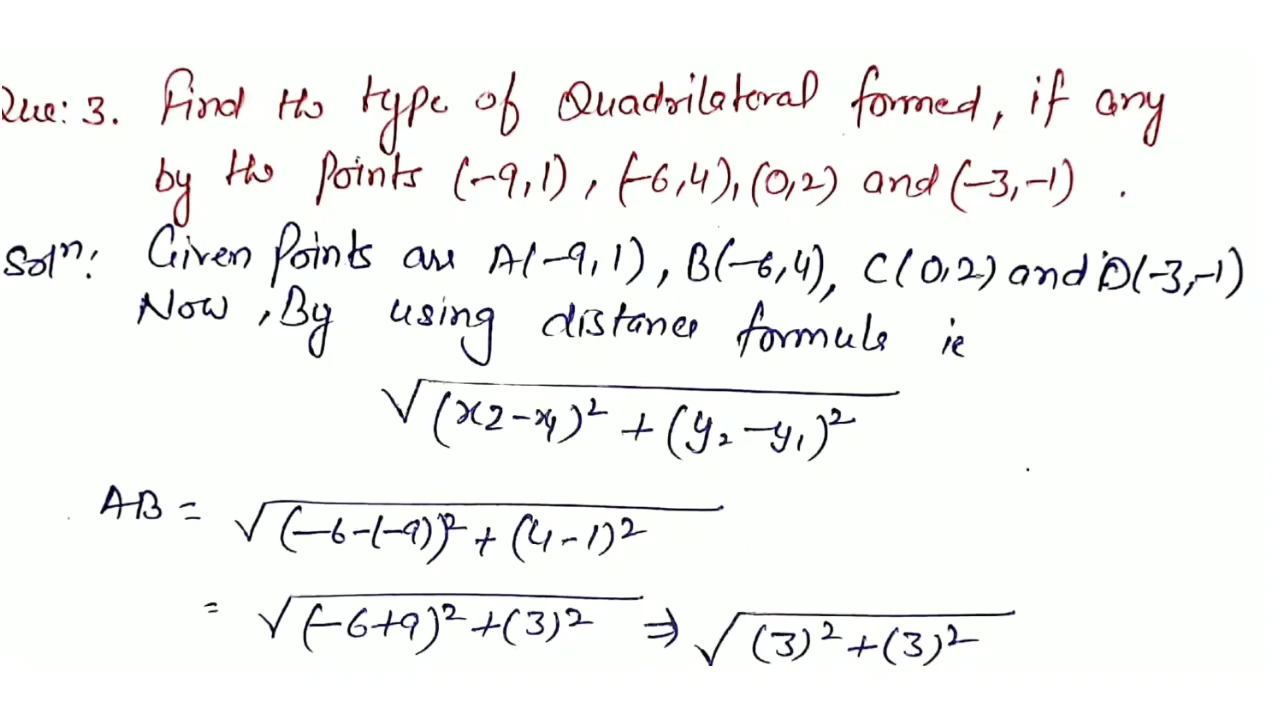 Que: 3. Find the type of Quadrilateral formed, if any
by the Points (-9,1), (-6,4), (0,2) and (-3,-1).
Solⁿ: Given Points are A(-9,1), B(-6,4), C(0,2) and D(-3,-1)
Now, By using distance formula ie
√(x2-x₁)² + (y₂-y₁)²
AB = √(-6-(-9))² + (4-1)²
= √(-6+9)² + (3)² ⇒ √(3)² + (3)²